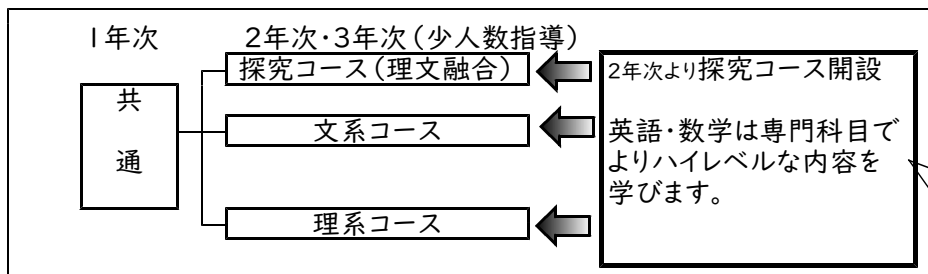 1年次
2年次・3年次(少人数指導)
共
通
探究コース(理文融合)
文系コース
理系コース
2年次より探究コース開設
英語・数学は専門科目で
よりハイレベルな内容を
学びます。